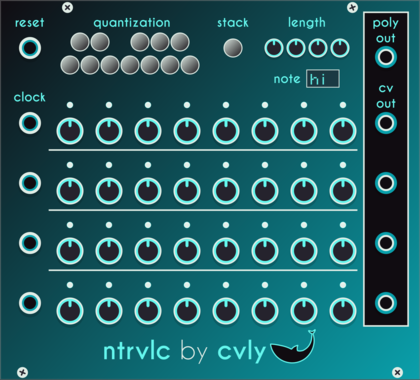 reset quantization stack length poly
out
note hi
clock cv
out
ntrvlc by cvly